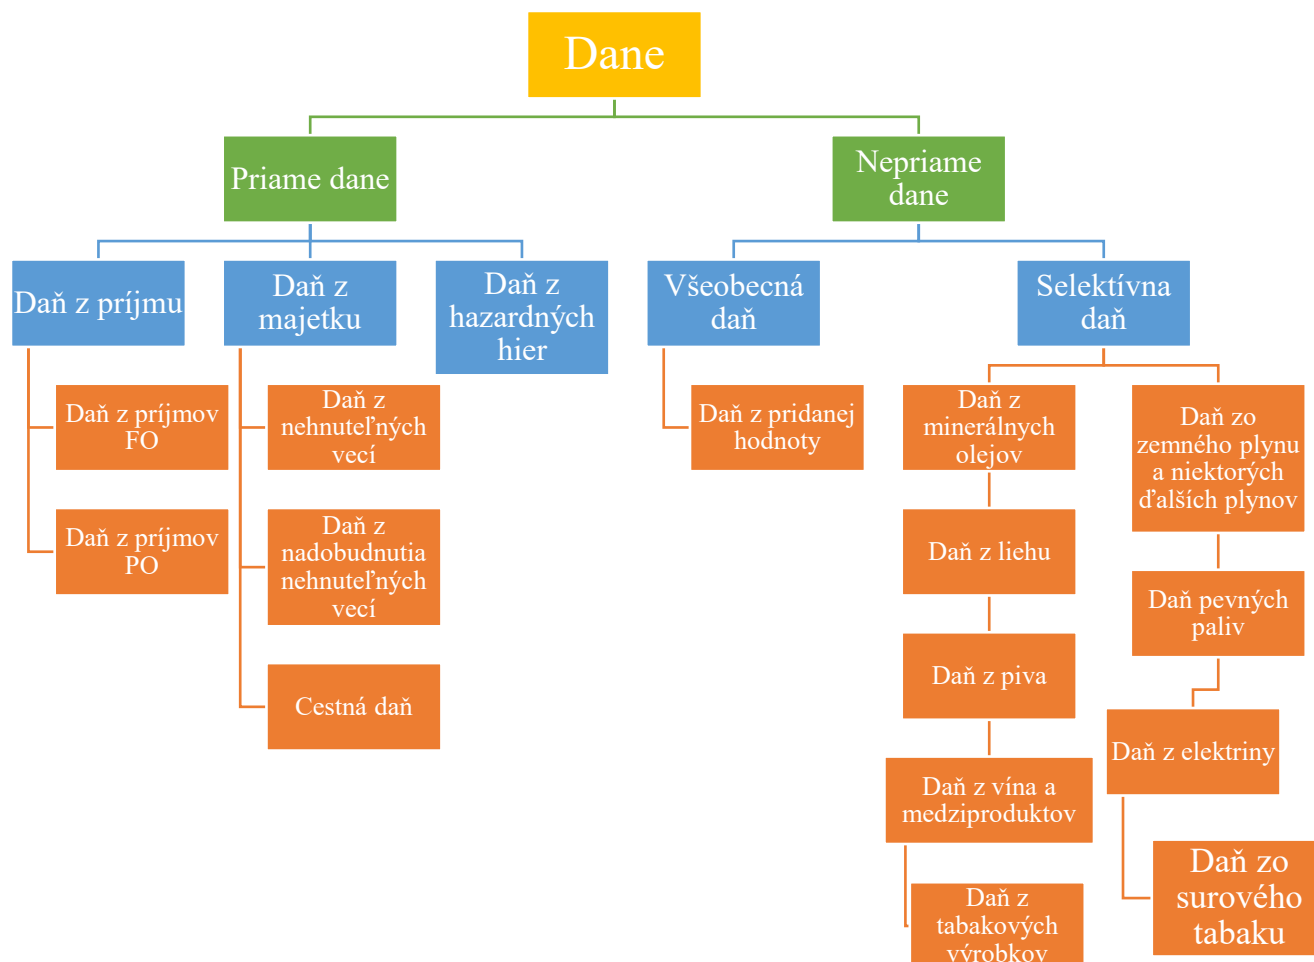 Dane
Priame dane
Nepriame
dane
Daň z príjmu
Daň z
majetku
Daň z
hazardných
hier
Všeobecná
daň
Selektívna
daň
Daň z príjmov
FO
Daň z príjmov
PO
Daň z
nehnuteľných
vecí
Daň z
nadobudnutia
nehnuteľných
vecí
Cestná daň
Daň z pridanej
hodnoty
Daň z
minerálnych
olejov
Daň z liehu
Daň z piva
Daň z vína a
medziproduktov
Daň z
tabakových
výrobkov
Daň zo
zemného plynu
a niektorých
ďalších plynov
Daň pevných
paliv
Daň z elektriny
Daň zo
surového
tabaku